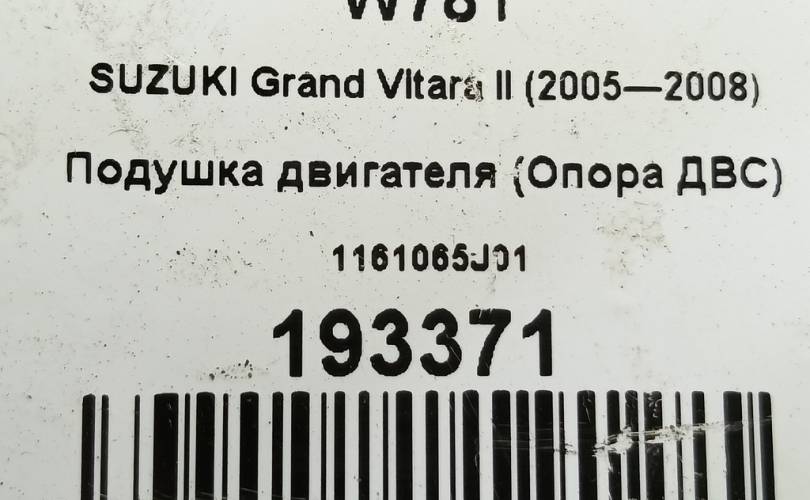 W781
SUZUKI Grand Vitara II (2005—2008)
Подушка двигателя (Опора ДВС)
1161065J01
193371